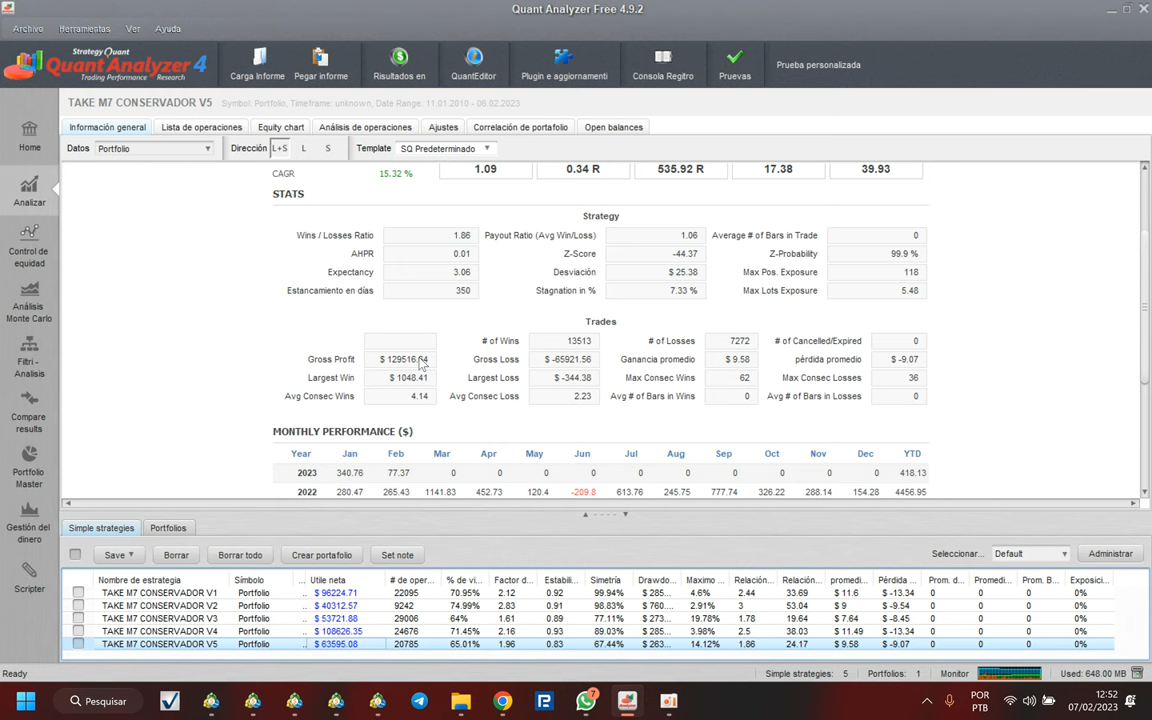 Quant Analyzer Free 4.9.2
Archivo Herramientas Ver Ayuda
Strategy Quant
QuantAnalyzer 4
Trading Performance Research
Carga Informe
Pegar informe
Risultados en
QuantEditor
Plugin e aggiornamenti
Consola Regitro
Pruevas
Prueba personalizada
TAKE M7 CONSERVADOR V5 Symbol: Portfolio, Timeframe: unknown, Date Range: 11.01.2010 - 06.02.2023
Información general Lista de operaciones Equity chart Análisis de operaciones Ajustes Correlación de portafolio Open balances
Datos Portfolio Dirección L+S L S Template SQ Predeterminado
Home
Analizar
Control de
equidad
Análisis
Monte Carlo
Filtri -
Analisis
Compare
results
Portfolio
Master
Gestión del
dinero
Scripter
CAGR 15.32 % 1.09 0.34 R 535.92 R 17.38 39.93
STATS
Strategy
Wins / Losses Ratio 1.86 Payout Ratio (Avg Win/Loss) 1.06 Average # of Bars in Trade 0
AHPR 0.01 Z-Score -44.37 Z-Probability 99.9 %
Expectancy 3.06 Desviación $ 25.38 Max Pos. Exposure 118
Estancamiento en días 350 Stagnation in % 7.33 % Max Lots Exposure 5.48
Trades
# of Wins 13513 # of Losses 7272 # of Cancelled/Expired 0
Gross Profit Gross Loss $ -65921.56 Ganancia promedio $ 9.58 pérdida promedio $ -9.07
Largest Win $ 1048.41 Largest Loss $ -344.38 Max Consec Wins 62 Max Consec Losses 36
Avg Consec Wins 4.14 Avg Consec Loss 2.23 Avg # of Bars in Wins 0 Avg # of Bars in Losses 0
MONTHLY PERFORMANCE ($)
Year Jan Feb Mar Apr May Jun Jul Aug Sep Oct Nov Dec YTD
2023 340.76 77.37 0 0 0 0 0 0 0 0 0 0 418.13
2022 280.47 265.43 1141.83 452.73 120.4 -209.8 613.76 245.75 777.74 326.22 288.14 154.28 4456.95
Simple strategies Portfolios
Save Borrar Borrar todo Crear portafolio Set note Seleccionar... Default Administrar
Nombre de estrategia Símbolo ... Utile neta # de oper... % de vi... Factor d... Estabili... Simetría Drawdo... Maximo ... Relación... Relación... promedi... Pérdida ... Prom. d... Promedi... Prom. B... Exposici...
TAKE M7 CONSERVADOR V1 Portfolio ... $ 96224.71 22095 70.95% 2.12 0.92 99.94% $ 285... 4.6% 2.44 33.69 $ 11.6 $ -13.34 0 0 0 0%
TAKE M7 CONSERVADOR V2 Portfolio ... $ 40312.57 9242 74.99% 2.83 0.91 98.83% $ 760... 2.91% 3 53.04 $ 9 $ -9.54 0 0 0 0%
TAKE M7 CONSERVADOR V3 Portfolio ... $ 53721.88 29006 64% 1.61 0.89 77.11% $ 273... 19.78% 1.78 19.64 $ 7.64 $ -8.45 0 0 0 0%
TAKE M7 CONSERVADOR V4 Portfolio ... $ 108626.35 24676 71.45% 2.16 0.93 89.03% $ 285... 3.98% 2.5 38.03 $ 11.49 $ -13.34 0 0 0 0%
TAKE M7 CONSERVADOR V5 Portfolio ... $ 63595.08 20785 65.01% 1.96 0.83 67.44% $ 263... 14.12% 1.86 24.17 $ 9.58 $ -9.07 0 0 0 0%
Ready Simple strategies: 5 Portfolios: 1 Monitor Used: 648.00 MB
Pesquisar 7 POR
PTB 12:52
07/02/2023